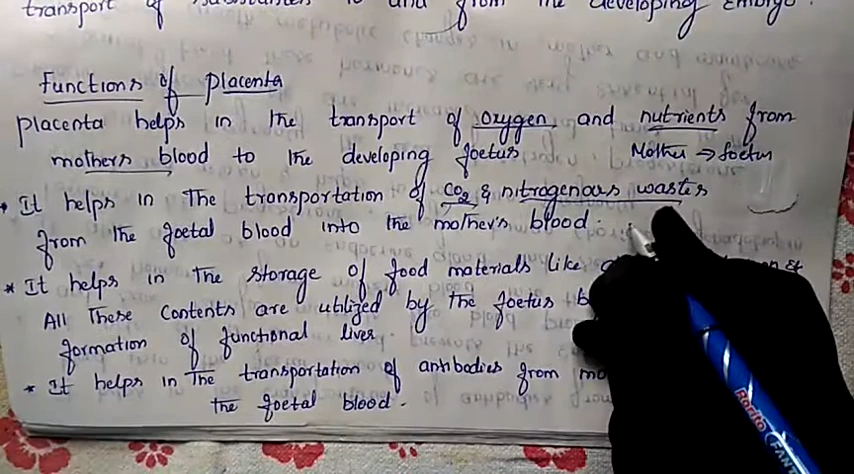 transport of substances to and from the developing Embryo.
Functions of placenta
placenta helps in the transport of oxygen and nutrients from
mothers blood to the developing foetus Mother → foetus
• It helps in The transportation of CO2 & nitrogenous wastes
from the foetal blood into the mother's blood.
* It helps in The storage of food materials like &
All These contents are utilized by The foetus
formation of functional liver.
* It helps in The transportation of antibodies from
the foetal blood.
Rorito